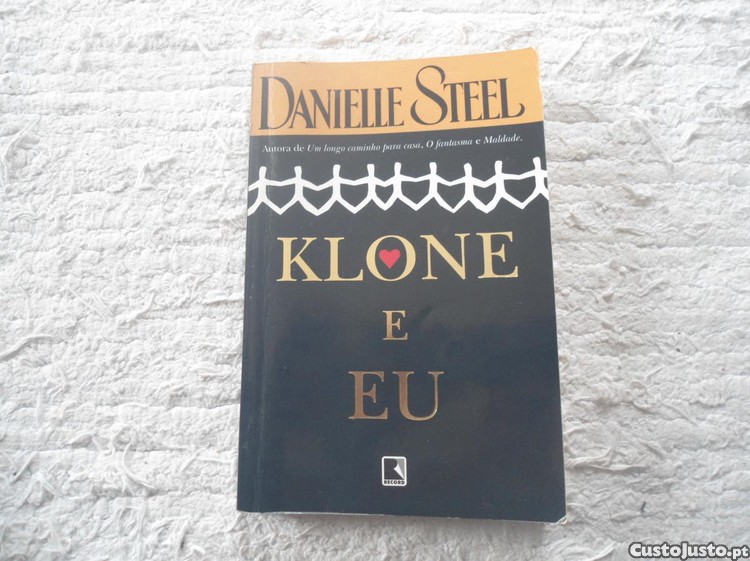 DANIELLE STEEL
Autora de Um longo caminho para casa, O fantasma e Maldade.
KLONE
E
EU
R
RECORD
CustoJusto.pt